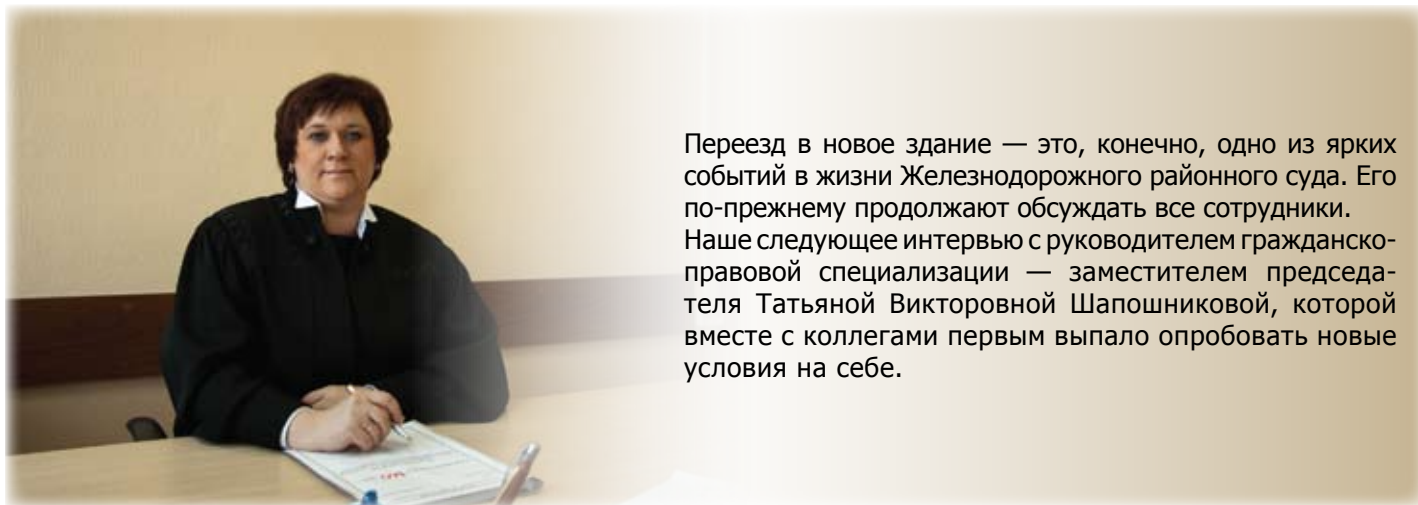 Переезд в новое здание — это, конечно, одно из ярких
событий в жизни Железнодорожного районного суда. Его
по-прежнему продолжают обсуждать все сотрудники.
Наше следующее интервью с руководителем гражданско-
правовой специализации — заместителем председа-
теля Татьяной Викторовной Шапошниковой, которой
вместе с коллегами первым выпало опробовать новые
условия на себе.